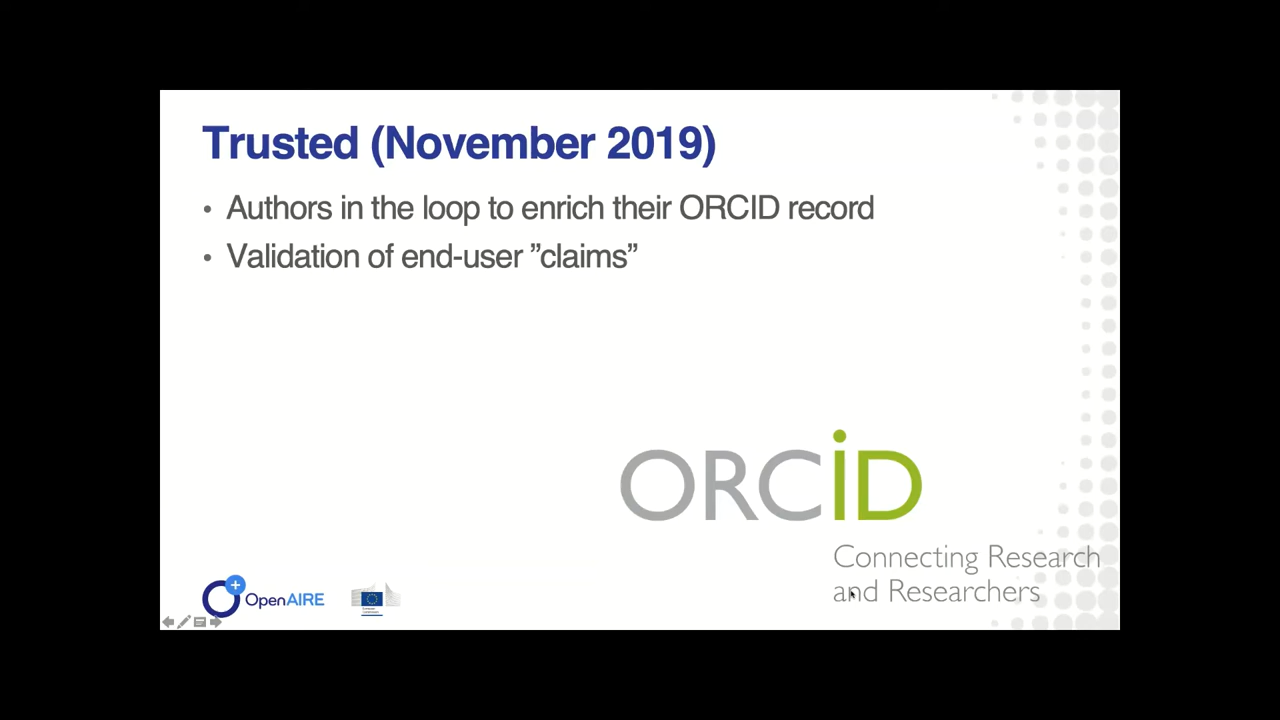 Trusted (November 2019)
• Authors in the loop to enrich their ORCID record
• Validation of end-user ”claims”
ORCiD
Connecting Research
and Researchers
OpenAIRE